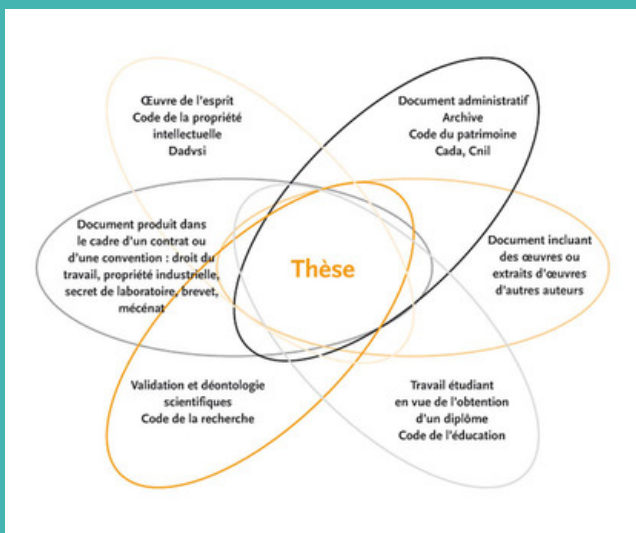 Œuvre de l'esprit
Code de la propriété
intellectuelle
Dadvsi
Document administratif
Archive
Code du patrimoine
Cada, Cnil
Document produit dans
le cadre d'un contrat ou
d'une convention : droit du
travail, propriété industrielle,
secret de laboratoire, brevet,
mécénat
Thèse
Document incluant
des œuvres ou
extraits d'œuvres
d'autres auteurs
Validation et déontologie
scientifiques
Code de la recherche
Travail étudiant
en vue de l'obtention
d'un diplôme
Code de l'éducation